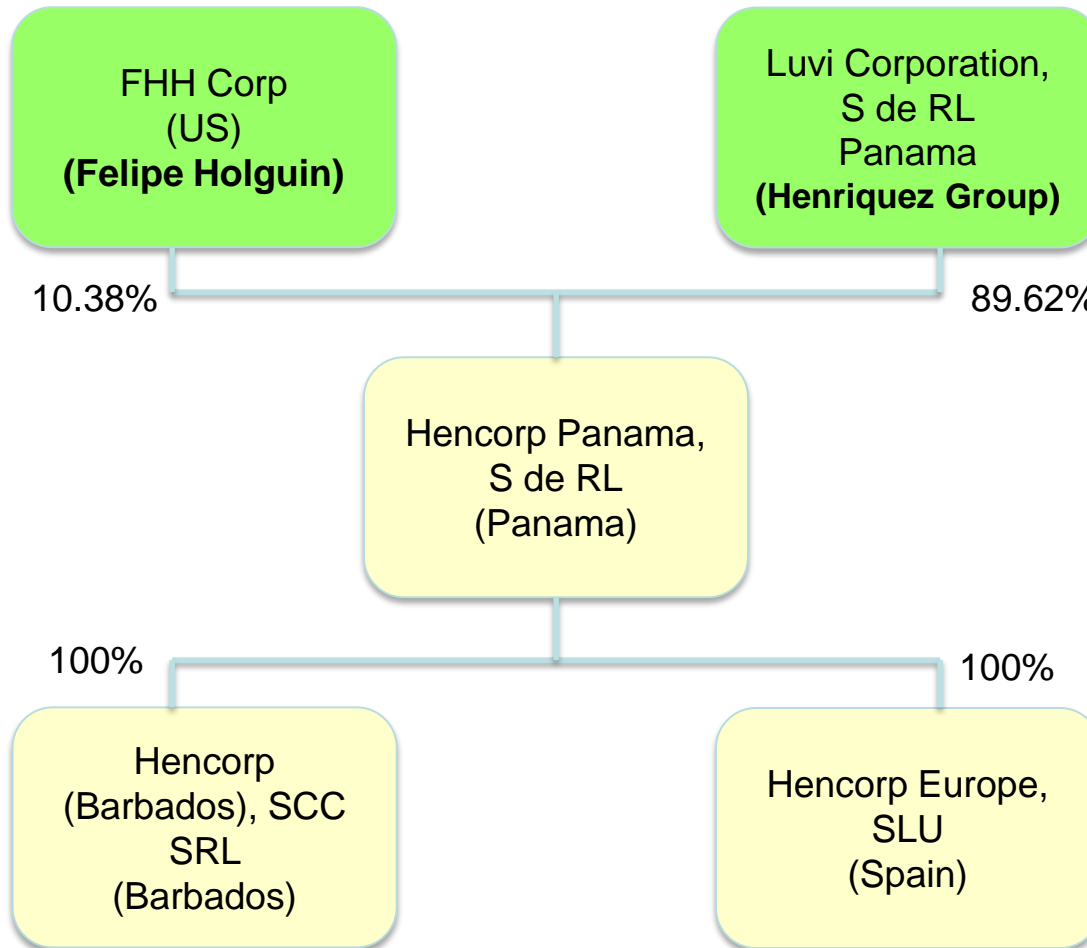 FHH Corp
(US)
(Felipe Holguin)
Luvi Corporation,
S de RL
Panama
(Henriquez Group)
10.38%
89.62%
Hencorp Panama,
S de RL
(Panama)
100%
100%
Hencorp
(Barbados), SCC
SRL
(Barbados)
Hencorp Europe,
SLU
(Spain)